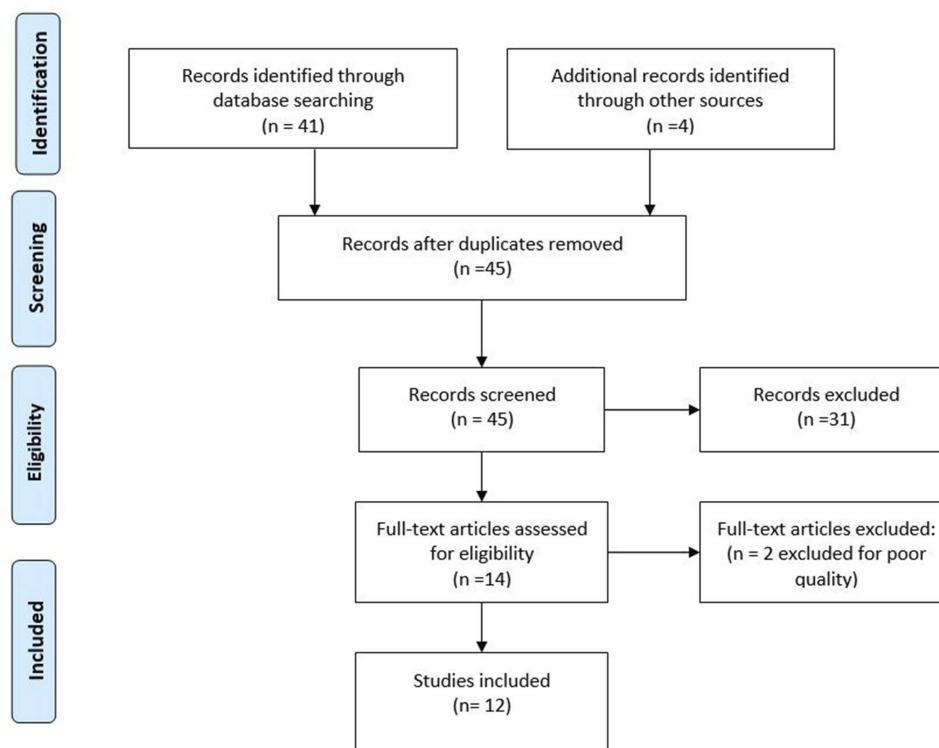 Identification
Records identified through
database searching
(n = 41)
Additional records identified
through other sources
(n =4)
Screening
Records after duplicates removed
(n =45)
Eligibility
Records screened
(n = 45)
Records excluded
(n =31)
Full-text articles assessed
for eligibility
(n =14)
Full-text articles excluded:
(n = 2 excluded for poor
quality)
Included
Studies included
(n= 12)